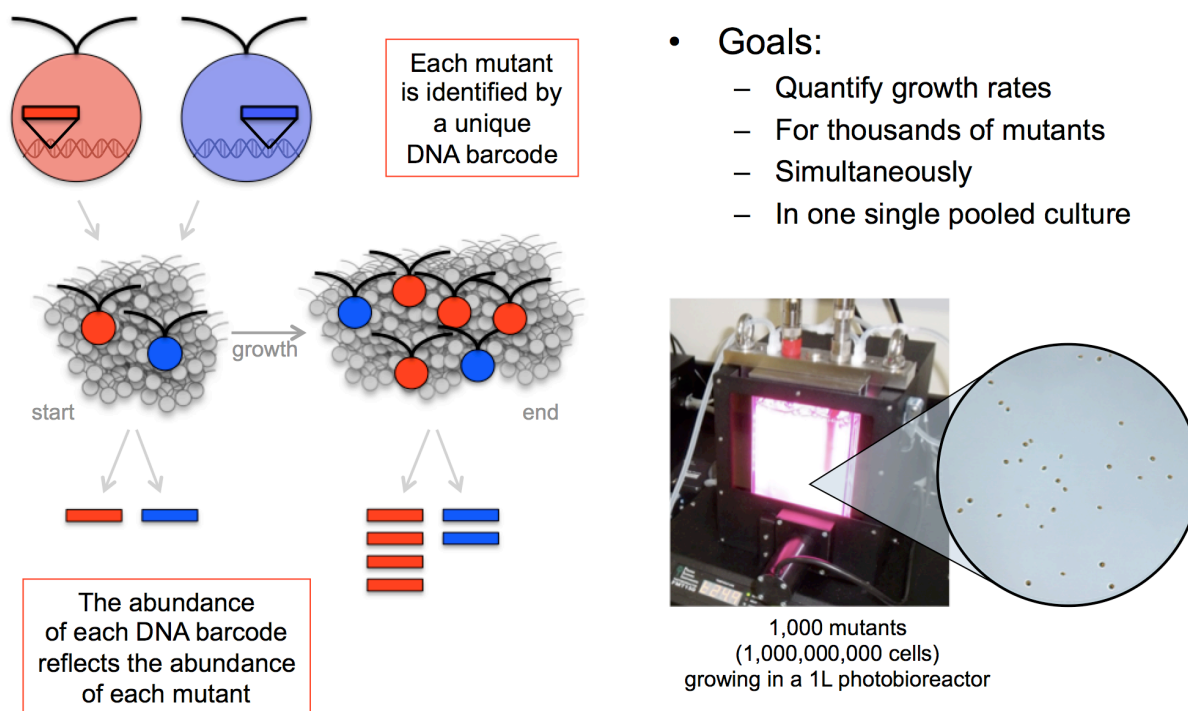 Each mutant
is identified by
a unique
DNA barcode
start
growth
end
The abundance
of each DNA barcode
reflects the abundance
of each mutant
• Goals:
– Quantify growth rates
– For thousands of mutants
– Simultaneously
– In one single pooled culture
1,000 mutants
(1,000,000,000 cells)
growing in a 1L photobioreactor